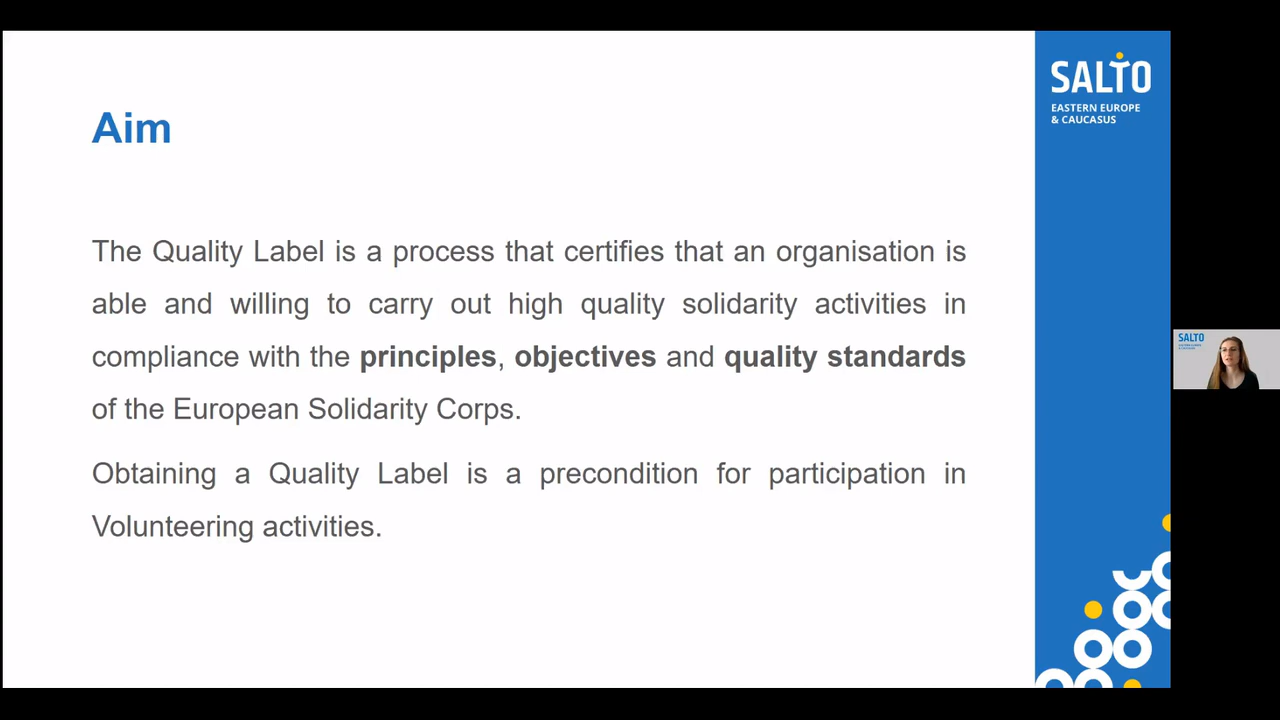 Aim
The Quality Label is a process that certifies that an organisation is
able and willing to carry out high quality solidarity activities in
compliance with the principles, objectives and quality standards
of the European Solidarity Corps.
Obtaining a Quality Label is a precondition for participation in
Volunteering activities.
SALTO
EASTERN EUROPE
& CAUCASUS
SALTO